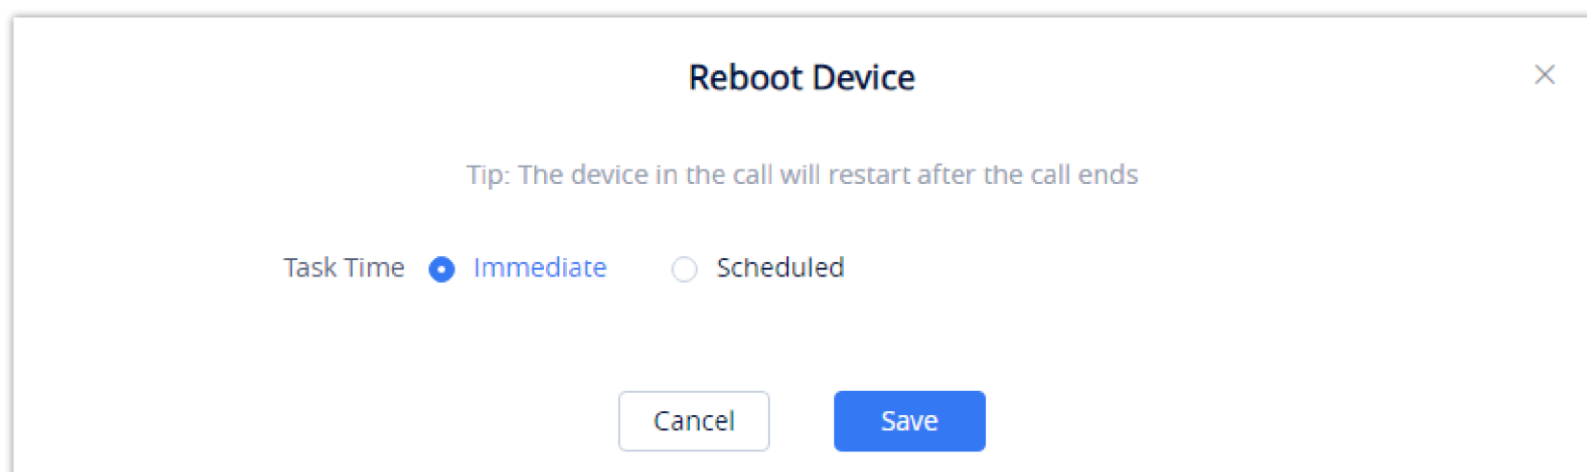 Reboot Device
Tip: The device in the call will restart after the call ends
Task Time Immediate Scheduled
Cancel Save